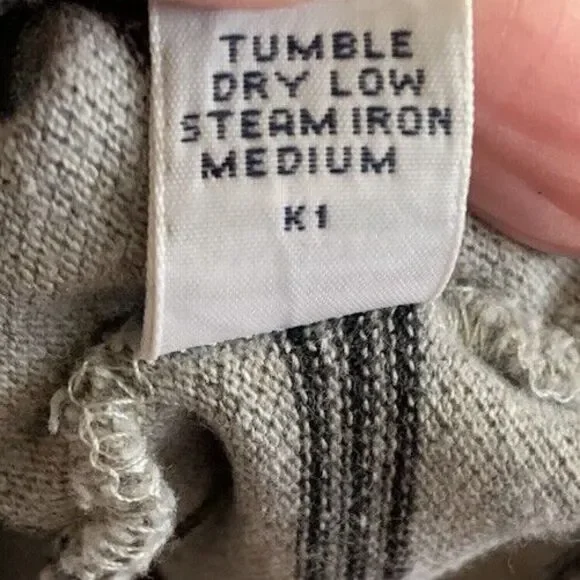 TUMBLE
DRY LOW
STEAM IRON
MEDIUM
K1